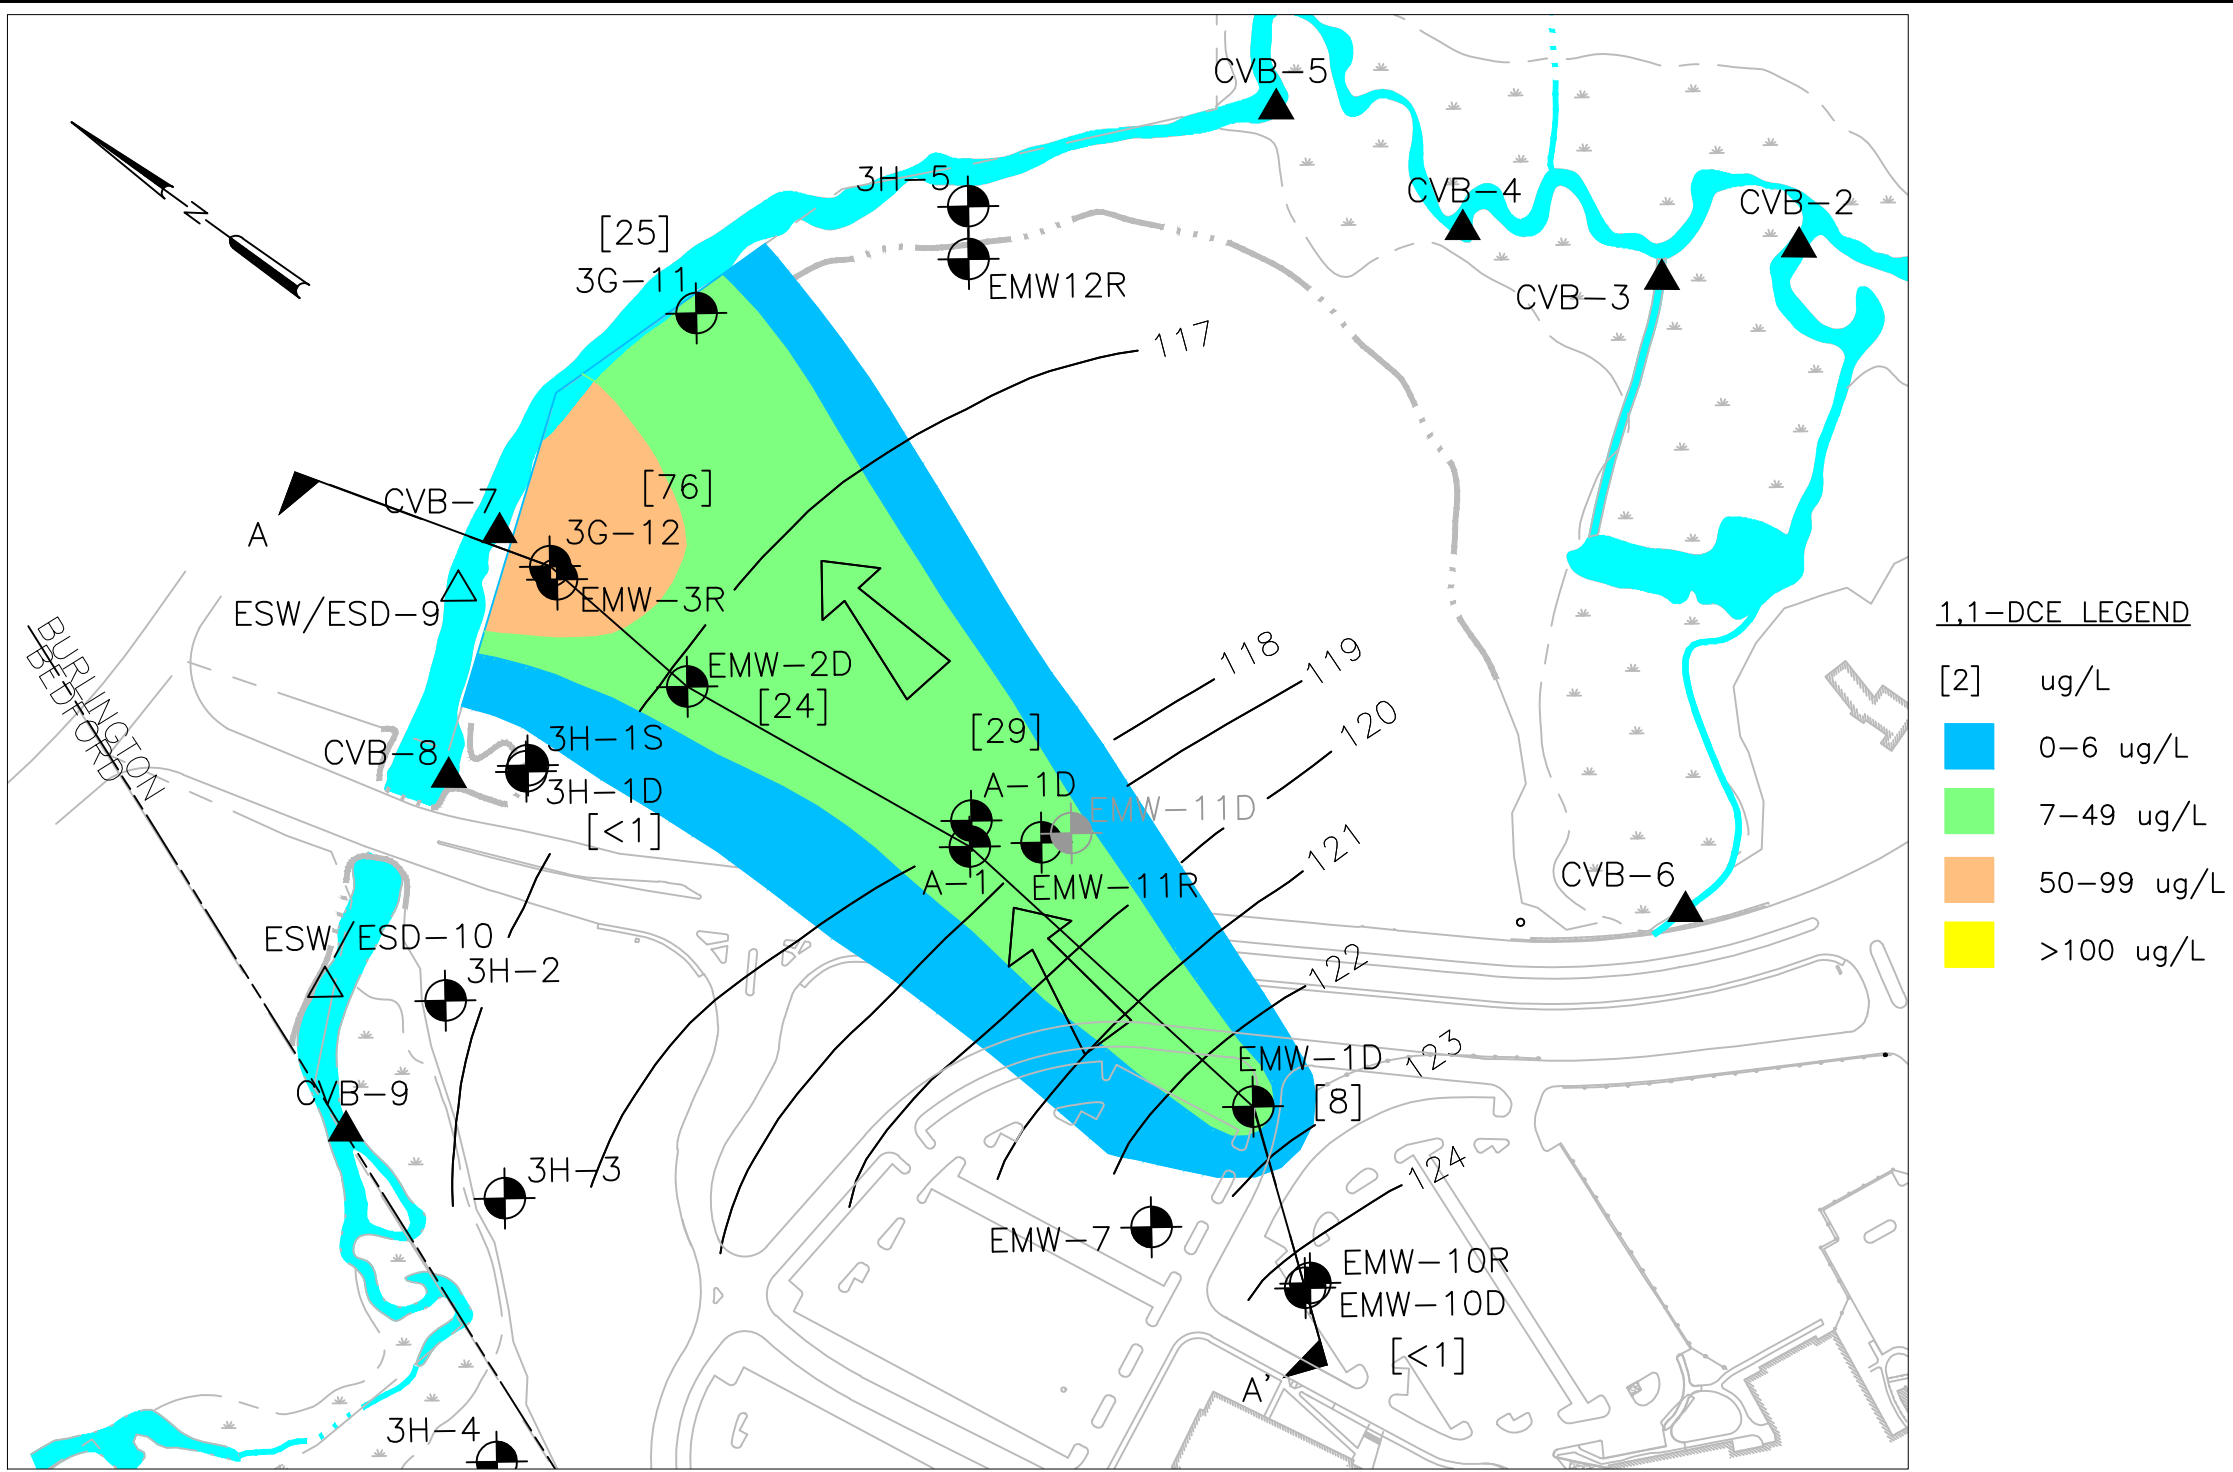 CVB-5
3H-5
CVB-4
CVB-2
N
[25]
3G-11
EMW12R
CVB-3
117
[76]
CVB-7
A
3G-12
EMW-3R
ESW/ESD-9
1,1-DCE LEGEND
[2] ug/L
0-6 ug/L
7-49 ug/L
50-99 ug/L
>100 ug/L
BURLINGTON
BEDFORD
118
119
120
EMW-2D
[24]
[29]
3H-1S
CVB-8
3H-1D
[<1]
A-1D
EMW-11D
121
A-1
EMW-11R
CVB-6
ESW/ESD-10
3H-2
122
123
EMW-1D
[8]
CVB-9
3H-3
124
EMW-7
EMW-10R
EMW-10D
[<1]
A'
3H-4